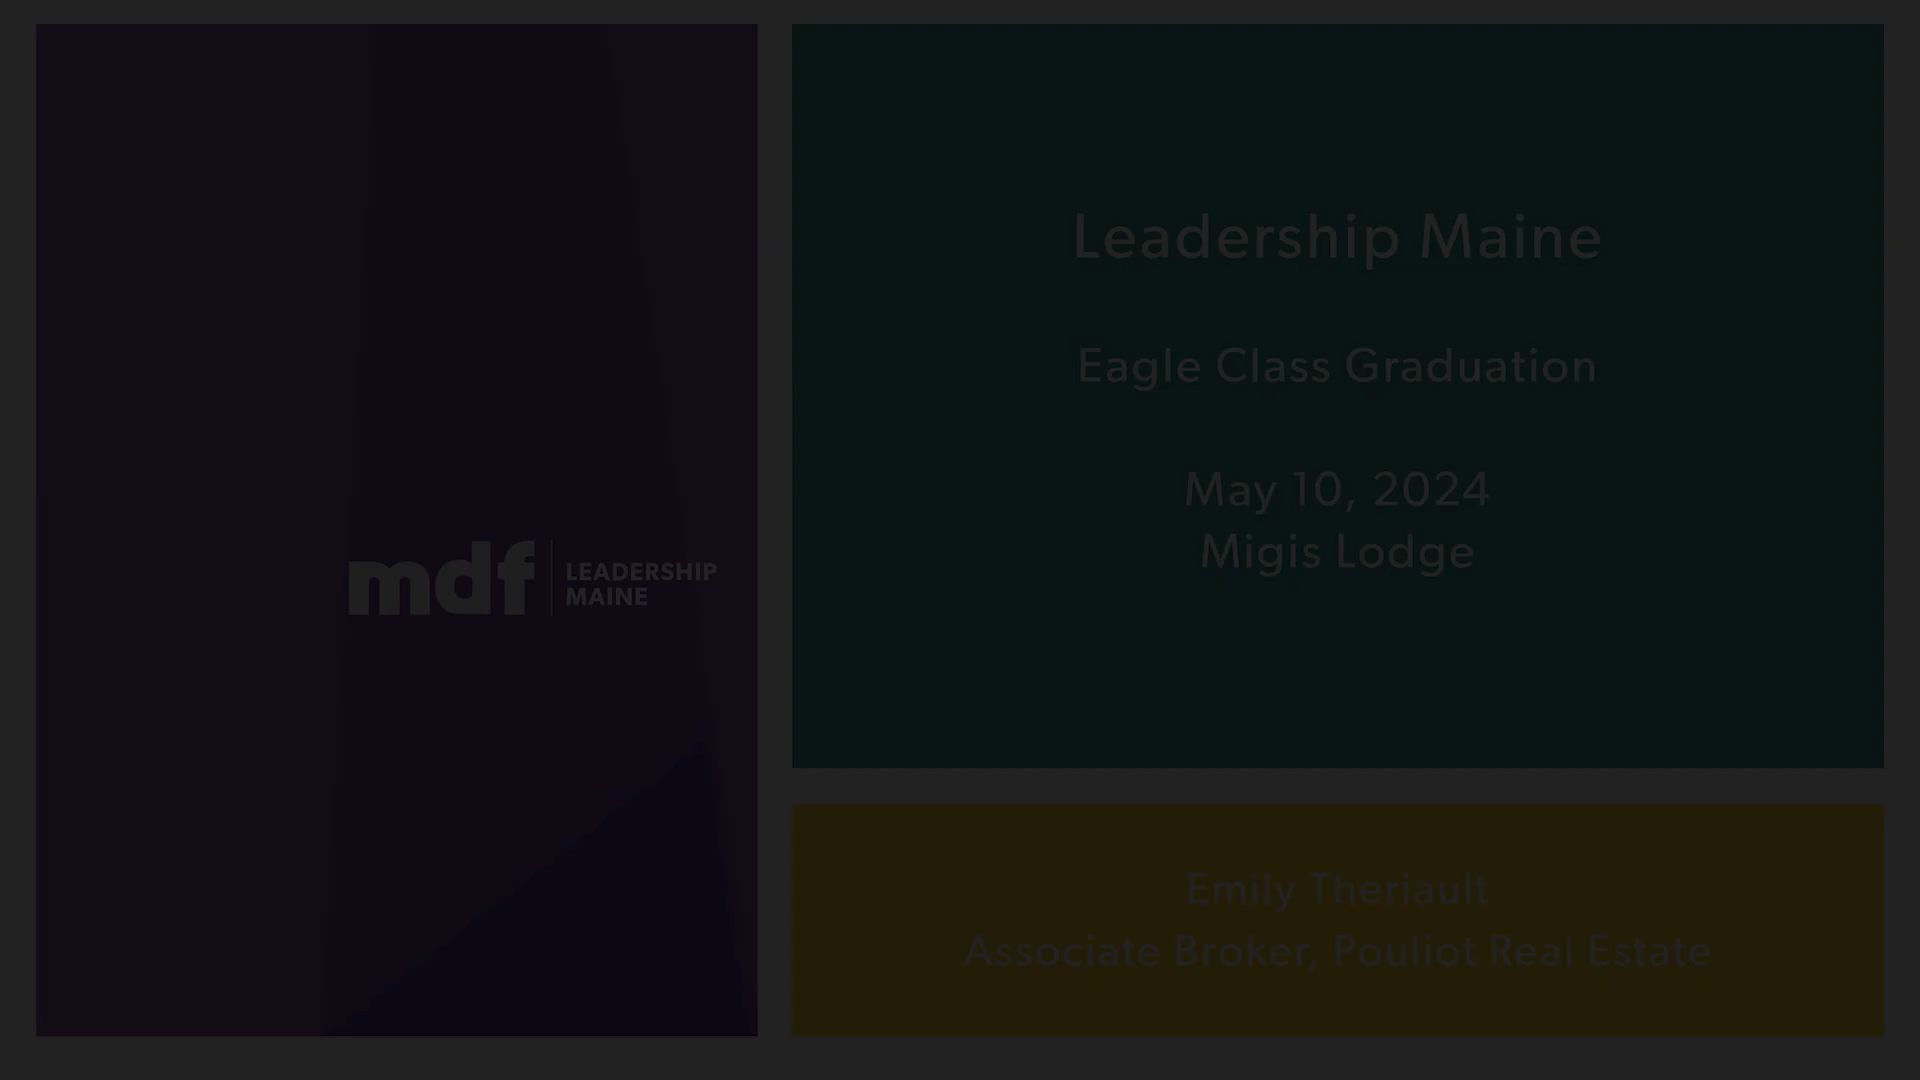 mdf
LEADERSHIP
MAINE
Leadership Maine
Eagle Class Graduation
May 10, 2024
Migis Lodge
Emily Theriault
Associate Broker, Pouliot Real Estate